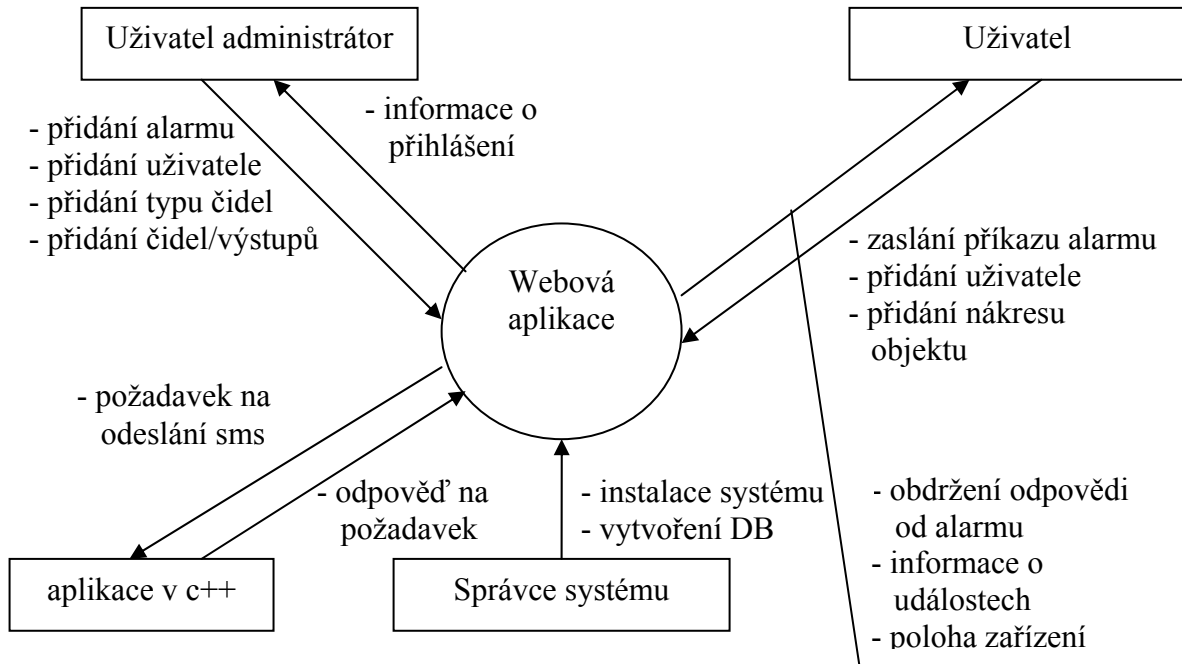 Uživatel administrátor
Uživatel
- informace o
přihlášení
- přidání alarmu
- přidání uživatele
- přidání typu čidel
- přidání čidel/výstupů
Webová
aplikace
- zaslání příkazu alarmu
- přidání uživatele
- přidání nákresu
objektu
- požadavek na
odeslání sms
- odpověď na
požadavek
- instalace systému
- vytvoření DB
- obdržení odpovědi
od alarmu
- informace o
událostech
- poloha zařízení
aplikace v c++
Správce systému